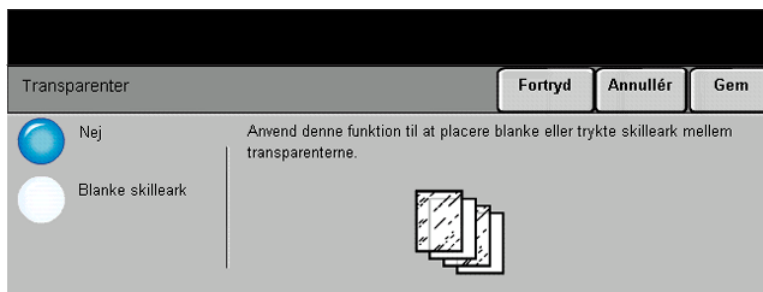 Transparenter
Fortryd
Annullér
Gem
Nej
Anvend denne funktion til at placere blanke eller trykte skilleark mellem
transparenterne.
Blanke skilleark